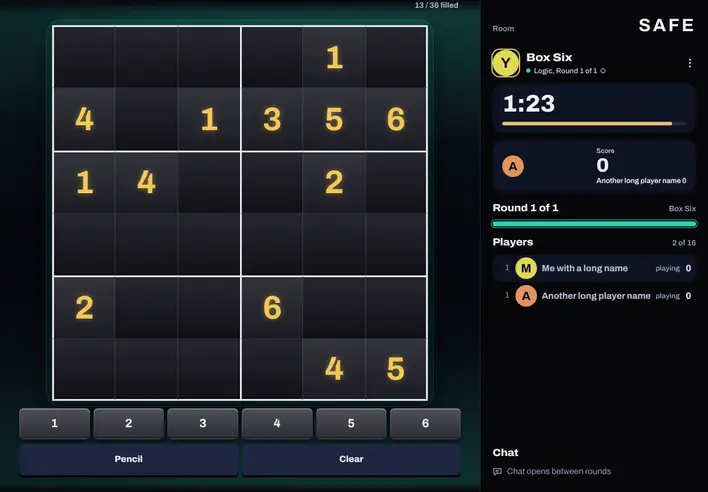 13 / 36 filled
1
4 1 3 5 6
1 4 2
2 6
4 5
1 2 3 4 5 6
Pencil Clear
Room SAFE
Y Box Six
Logic, Round 1 of 1
1:23
Score
A 0
Another long player name 0
Round 1 of 1 Box Six
Players 2 of 16
1 M Me with a long name playing 0
1 A Another long player name playing 0
Chat
Chat opens between rounds